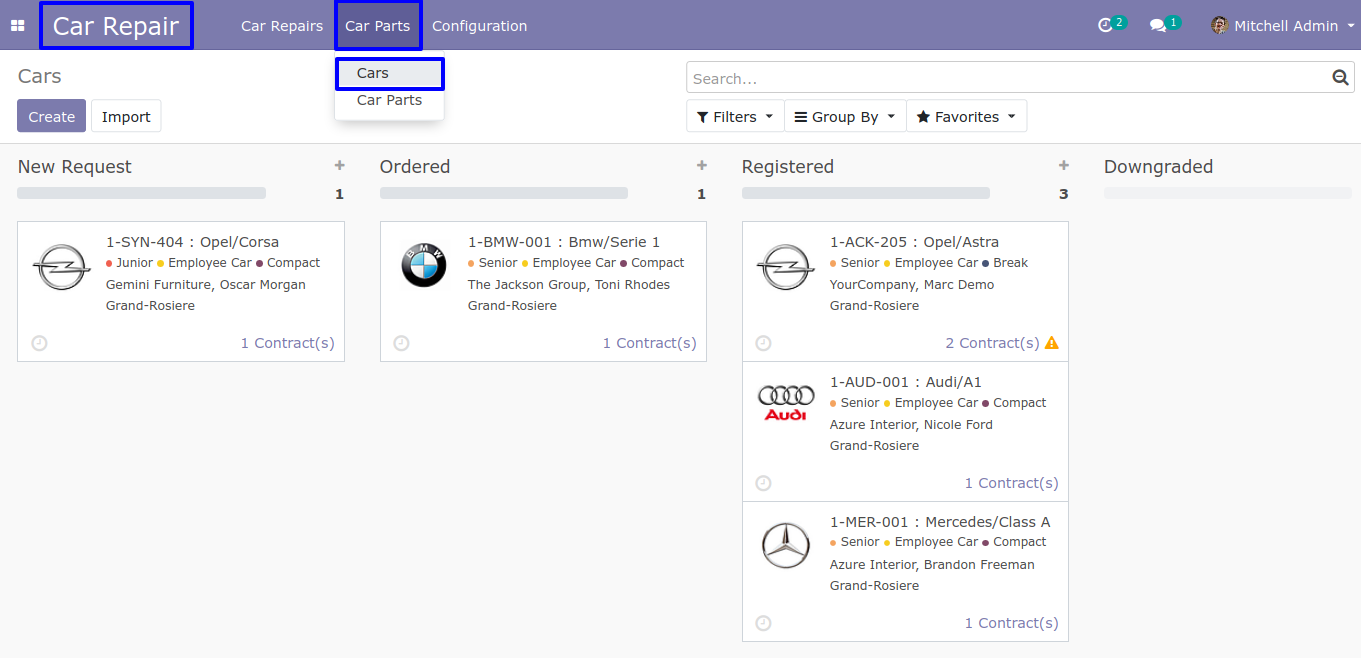 Car Repair Car Repairs Car Parts Configuration 2 1 Mitchell Admin
Cars
Cars
Car Parts
Search...
Create Import
Filters Group By Favorites
New Request
1
Ordered
1
Registered
3
Downgraded
1-SYN-404 : Opel/Corsa
Junior Employee Car Compact
Gemini Furniture, Oscar Morgan
Grand-Rosiere
1 Contract(s)
BMW
1-BMW-001 : Bmw/Serie 1
Senior Employee Car Compact
The Jackson Group, Toni Rhodes
Grand-Rosiere
1 Contract(s)
1-ACK-205 : Opel/Astra
Senior Employee Car Break
YourCompany, Marc Demo
Grand-Rosiere
2 Contract(s)
Audi
1-AUD-001 : Audi/A1
Senior Employee Car Compact
Azure Interior, Nicole Ford
Grand-Rosiere
1 Contract(s)
1-MER-001 : Mercedes/Class A
Senior Employee Car Compact
Azure Interior, Brandon Freeman
Grand-Rosiere
1 Contract(s)